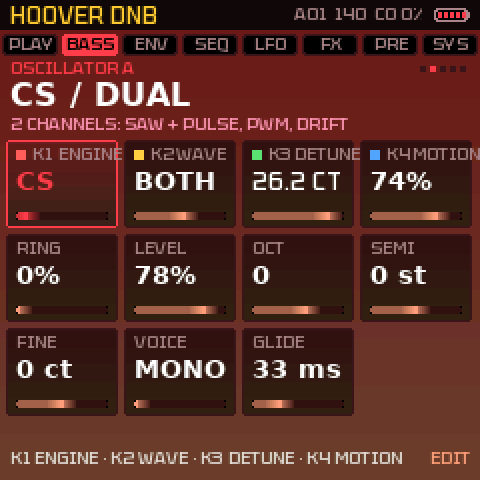 HOOVER DNB A01 140 C0 0%
PLAY BASS ENV SEQ LFO FX PRE SYS
OSCILLATOR A
CS / DUAL
2 CHANNELS: SAW + PULSE, PWM, DRIFT
K1 ENGINE K2 WAVE K3 DETUNE K4 MOTION
CS BOTH 26.2 CT 74%
RING LEVEL OCT SEMI
0% 78% 0 0 st
FINE VOICE GLIDE
0 ct MONO 33 ms
K1 ENGINE · K2 WAVE · K3 DETUNE · K4 MOTION EDIT